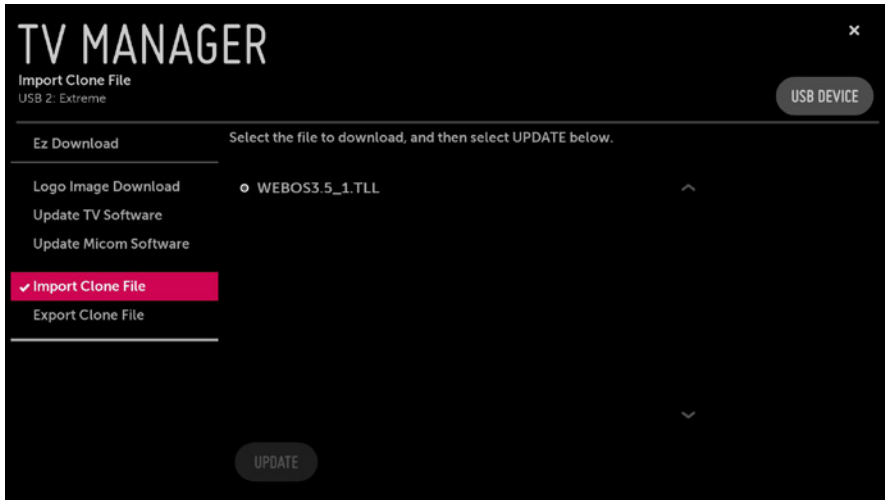 TV MANAGER
Import Clone File
USB 2: Extreme
USB DEVICE
Ez Download
Select the file to download, and then select UPDATE below.
Logo Image Download
WEBOS3.5_1.TLL
Update TV Software
Update Micom Software
Import Clone File
Export Clone File
UPDATE